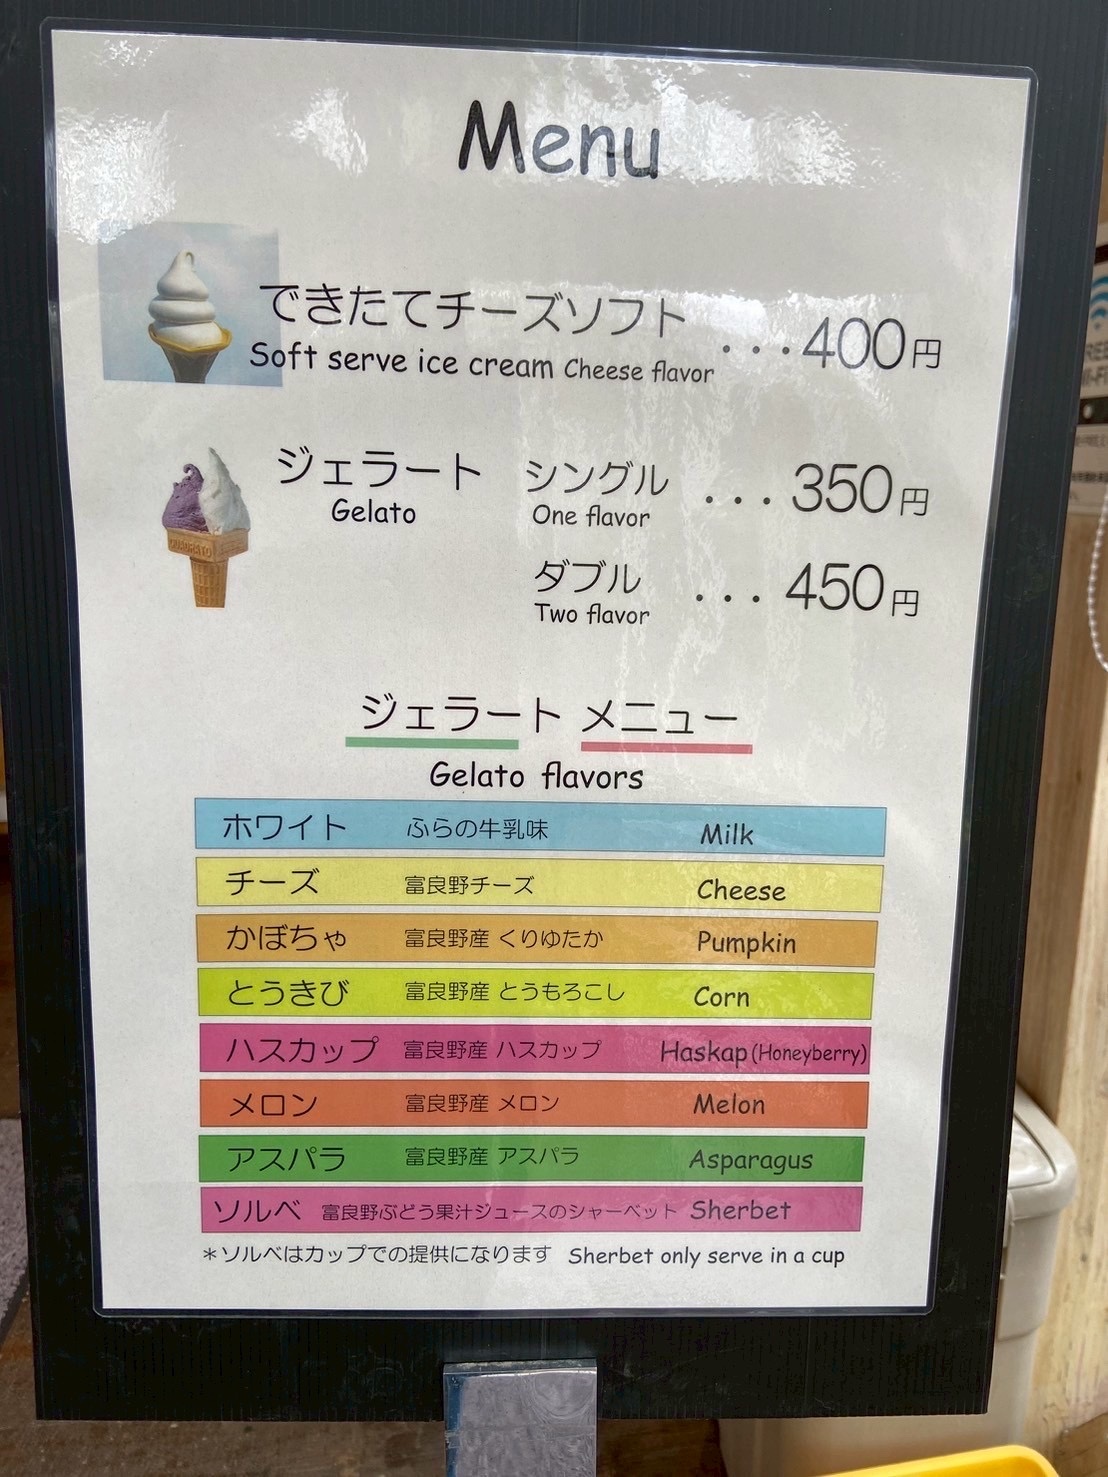 Menu
できたてチーズソフト ...400円
Soft serve ice cream Cheese flavor
ジェラート シングル ...350円
Gelato One flavor
ダブル ...450円
Two flavor
ジェラート メニュー
Gelato flavors
ホワイト ふらの牛乳味 Milk
チーズ 富良野チーズ Cheese
かぼちゃ 富良野産 くりゆたか Pumpkin
とうきび 富良野産 とうもろこし Corn
ハスカップ 富良野産 ハスカップ Haskap (Honeyberry)
メロン 富良野産 メロン Melon
アスパラ 富良野産 アスパラ Asparagus
ソルベ 富良野ぶどう果汁ジュースのシャーベット Sherbet
*ソルベはカップでの提供になります Sherbet only serve in a cup